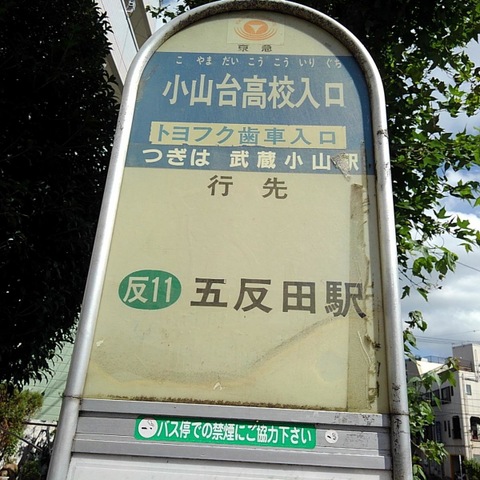 東急
こ やま だい こう こう いり ぐち
小山台高校入口
トヨフク歯車入口
つぎは 武蔵小山駅
行先
反11 五反田駅
バス停での禁煙にご協力下さい